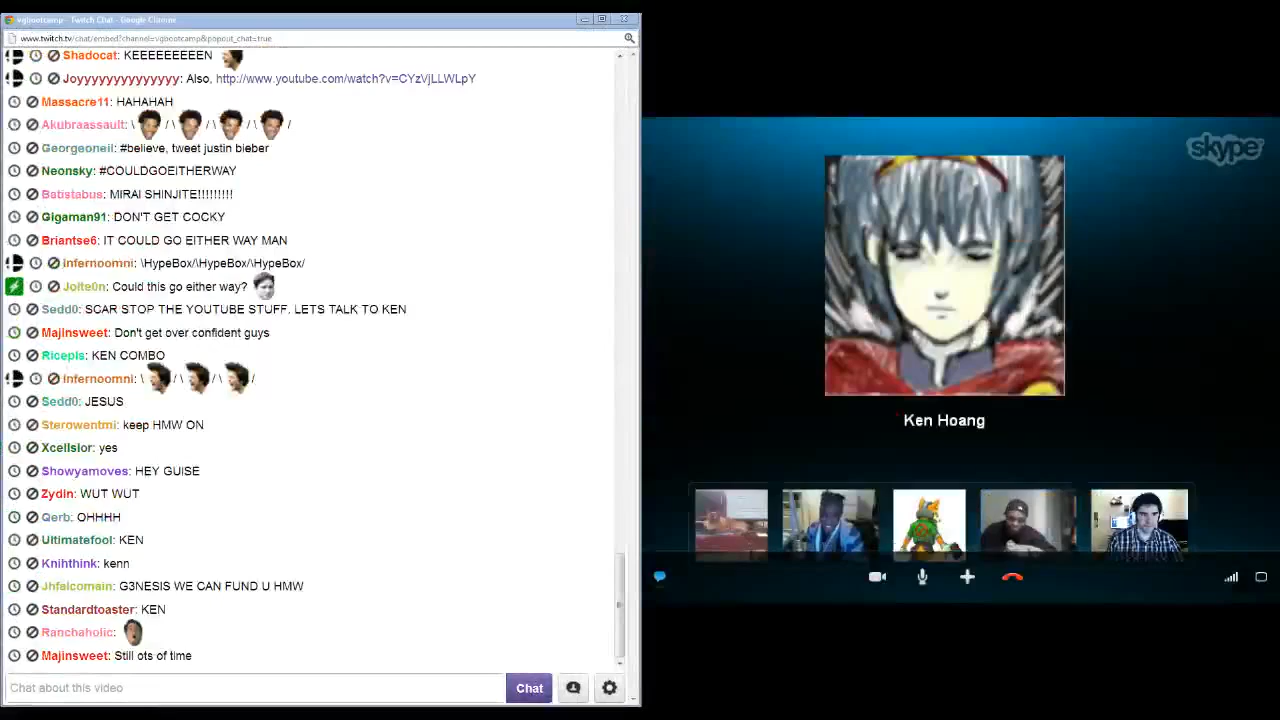 vgbootcamp - Twitch Chat - Google Chrome
www.twitch.tv/chat/embed?channel=vgbootcamp&popout_chat=true
Shadocat: KEEEEEEEEEN
Joyyyyyyyyyyyyyyy: Also, http://www.youtube.com/watch?v=CYzVjLLWLpY
Massacre11: HAHAHAH
Akubraassault: \ / \ / \ / \ /
Georgeoneil: #believe, tweet justin bieber
Neonsky: #COULDGOEITHERWAY
Batistabus: MIRAI SHINJITE!!!!!!!!!
Gigaman91: DON'T GET COCKY
Briantse6: IT COULD GO EITHER WAY MAN
Infernoomni: \HypeBox/\HypeBox/\HypeBox/
Jolte0n: Could this go either way?
Sedd0: SCAR STOP THE YOUTUBE STUFF. LETS TALK TO KEN
Majinsweet: Don't get over confident guys
Ricepis: KEN COMBO
Infernoomni: \ / \ / \ /
Sedd0: JESUS
Sterowentmi: keep HMW ON
Xcellsior: yes
Showyamoves: HEY GUISE
Zydin: WUT WUT
Qerb: OHHHH
Ultimatefool: KEN
Knihthink: kenn
Jhfalcomain: G3NESIS WE CAN FUND U HMW
Standardtoaster: KEN
Ranchaholic:
Majinsweet: Still ots of time
Chat about this video
Chat
skype
Ken Hoang